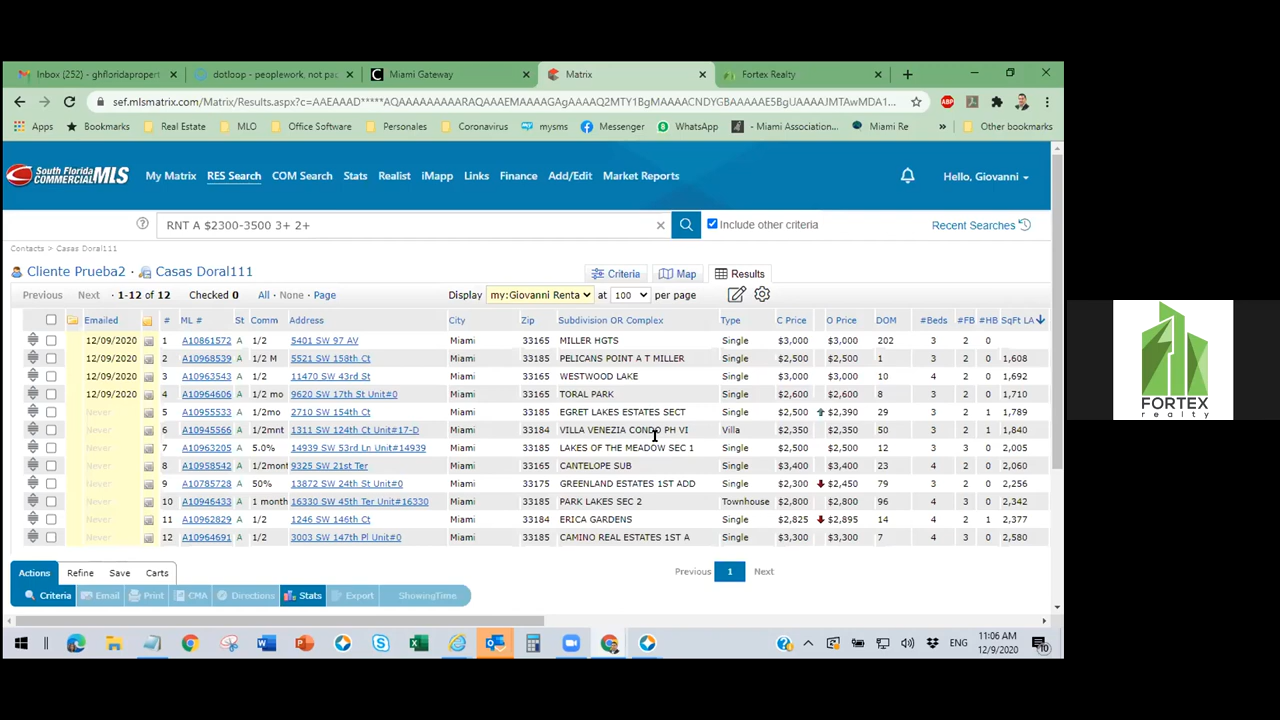 Inbox (252) - ghfloridapropert
dotloop - peoplework, not pa
Miami Gateway
Matrix
Fortex Realty
sef.mlsmatrix.com/Matrix/Results.aspx?c=AAEAAAD*****AQAAAAAAAAARAQAAAEMAAAAGAgAAAAQ2MTY1BgMAAAACNDYGBAAAAAE5BgUAAAAJMTAwMDA1...
Apps
Bookmarks
Real Estate
MLO
Office Software
Personales
Coronavirus
mysms
Messenger
WhatsApp
- Miami Association...
Miami Re
»
Other bookmarks
South Florida COMMERCIAL MLS
My Matrix
RES Search
COM Search
Stats
Realist
iMapp
Links
Finance
Add/Edit
Market Reports
Hello, Giovanni
RNT A $2300-3500 3+ 2+
Include other criteria
Recent Searches
Contacts > Casas Doral111
Cliente Prueba2 · Casas Doral111
Criteria
Map
Results
Previous Next · 1-12 of 12 Checked 0 All · None · Page
Display my:Giovanni Renta at 100 per page
Emailed # ML # St Comm Address City Zip Subdivision OR Complex Type C Price O Price DOM #Beds #FB #HB SqFt LA
12/09/2020 1 A10861572 A 1/2 5401 SW 97 AV Miami 33165 MILLER HGTS Single $3,000 $3,000 202 3 2 0
12/09/2020 2 A10968539 A 1/2 M 5521 SW 158th Ct Miami 33185 PELICANS POINT A T MILLER Single $2,500 $2,500 1 3 2 0 1,608
12/09/2020 3 A10963543 A 1/2 11470 SW 43rd St Miami 33165 WESTWOOD LAKE Single $3,000 $3,000 10 4 2 0 1,692
12/09/2020 4 A10964606 A 1/2 mo 9620 SW 17th St Unit#0 Miami 33165 TORAL PARK Single $2,600 $2,600 8 3 2 0 1,710
Never 5 A10955533 A 1/2mo 2710 SW 154th Ct Miami 33185 EGRET LAKES ESTATES SECT Single $2,500 $2,390 29 3 2 1 1,789
Never 6 A10945566 A 1/2mnt 1311 SW 124th Ct Unit#17-D Miami 33184 VILLA VENEZIA CONDO PH VI Villa $2,350 $2,350 50 3 2 1 1,840
Never 7 A10963205 A 5.0% 14939 SW 53rd Ln Unit#14939 Miami 33185 LAKES OF THE MEADOW SEC 1 Single $2,500 $2,500 12 3 2 0 2,005
Never 8 A10958542 A 1/2mont 9325 SW 21st Ter Miami 33165 CANTELOPE SUB Single $3,400 $3,400 23 4 3 0 2,060
Never 9 A10785728 A 50% 13872 SW 24th St Unit#0 Miami 33175 GREENLAND ESTATES 1ST ADD Single $2,300 $2,450 79 3 2 0 2,256
Never 10 A10946433 A 1 month 16330 SW 45th Ter Unit#16330 Miami 33185 PARK LAKES SEC 2 Townhouse $2,800 $2,800 96 4 3 0 2,342
Never 11 A10962829 A 1/2 1246 SW 146th Ct Miami 33184 ERICA GARDENS Single $2,825 $2,895 14 4 2 1 2,377
Never 12 A10964691 A 1/2 3003 SW 147th Pl Unit#0 Miami 33185 CAMINO REAL ESTATES 1ST A Single $3,300 $3,300 7 4 3 0 2,580
Actions
Refine
Save
Carts
Previous 1 Next
Criteria
Email
Print
CMA
Directions
Stats
Export
ShowingTime
ENG
11:06 AM
12/9/2020
10
FORTEX
realty